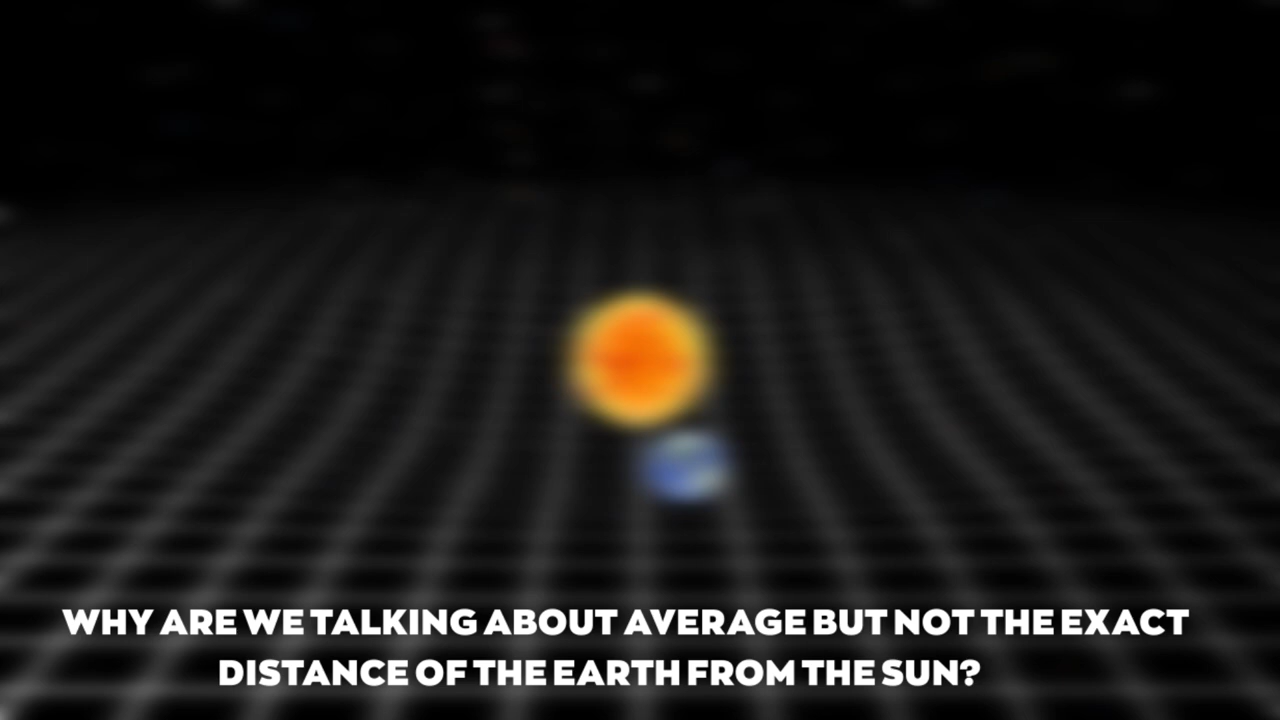 WHY ARE WE TALKING ABOUT AVERAGE BUT NOT THE EXACT
DISTANCE OF THE EARTH FROM THE SUN?